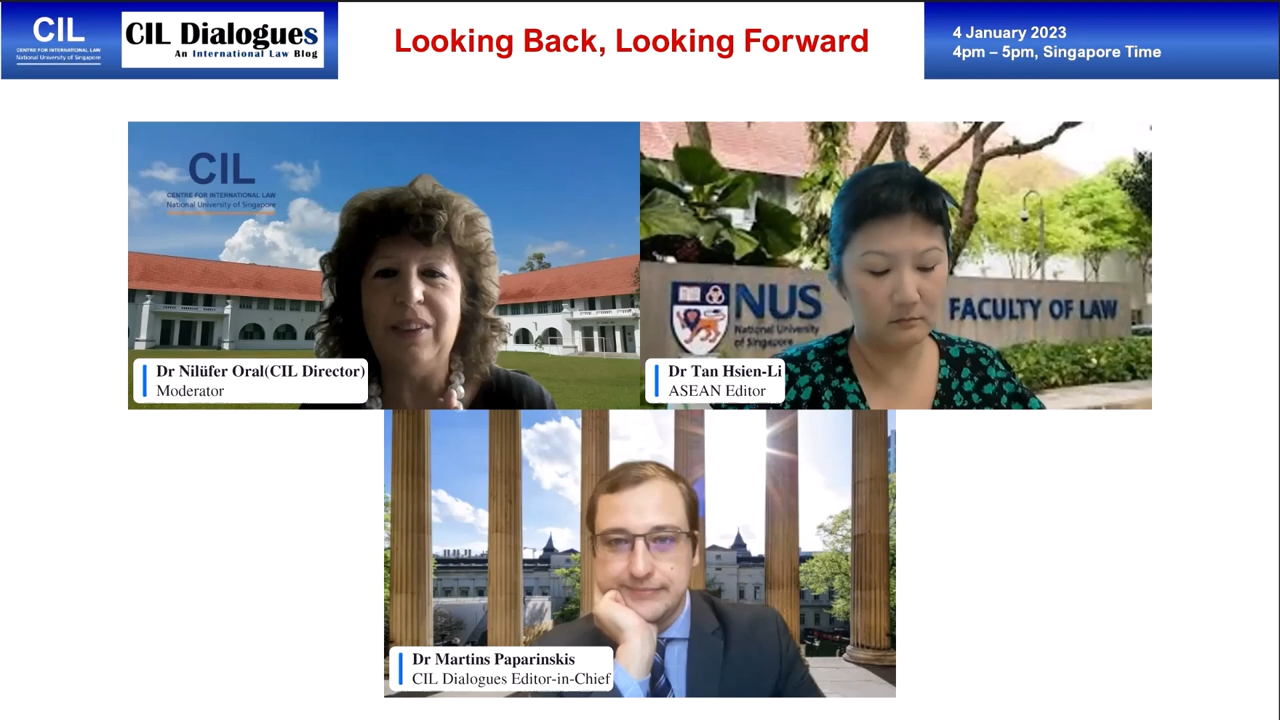 CIL
CENTRE FOR INTERNATIONAL LAW
National University of Singapore
CIL Dialogues
An International Law Blog
Looking Back, Looking Forward
4 January 2023
4pm – 5pm, Singapore Time
CIL
CENTRE FOR INTERNATIONAL LAW
National University of Singapore
Dr Nilüfer Oral(CIL Director)
Moderator
NUS
National University
of Singapore
FACULTY OF LAW
Dr Tan Hsien-Li
ASEAN Editor
Dr Martins Paparinskis
CIL Dialogues Editor-in-Chief